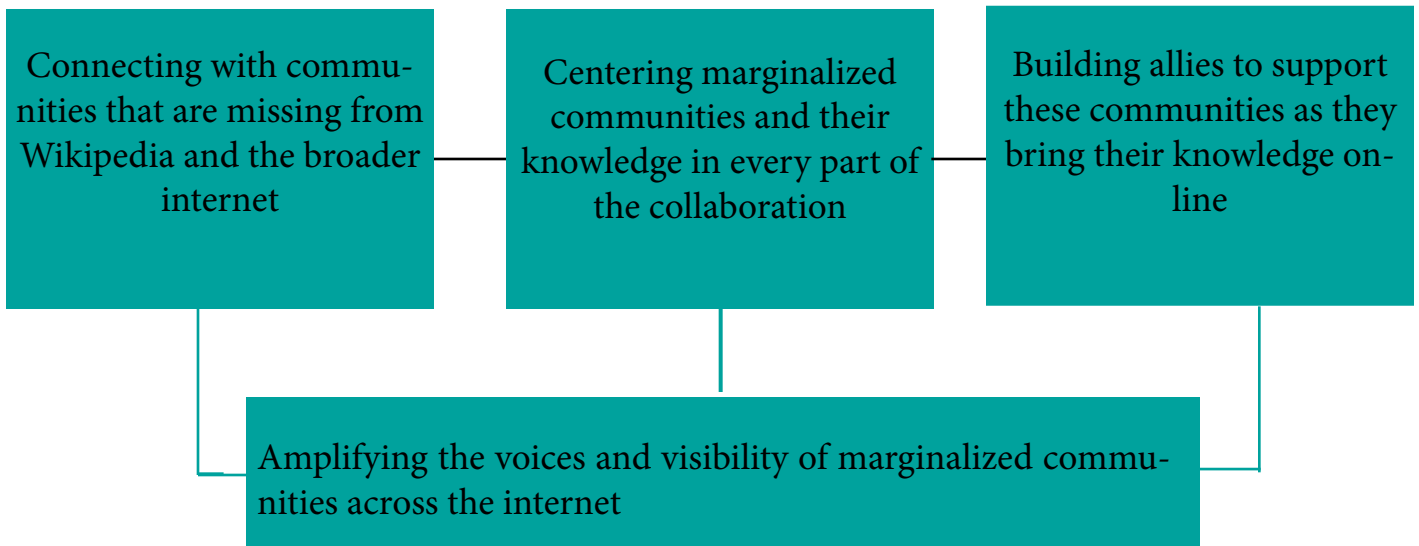 Connecting with commu-
nities that are missing from
Wikipedia and the broader
internet
Centering marginalized
communities and their
knowledge in every part of
the collaboration
Building allies to support
these communities as they
bring their knowledge on-
line
Amplifying the voices and visibility of marginalized commu-
nities across the internet